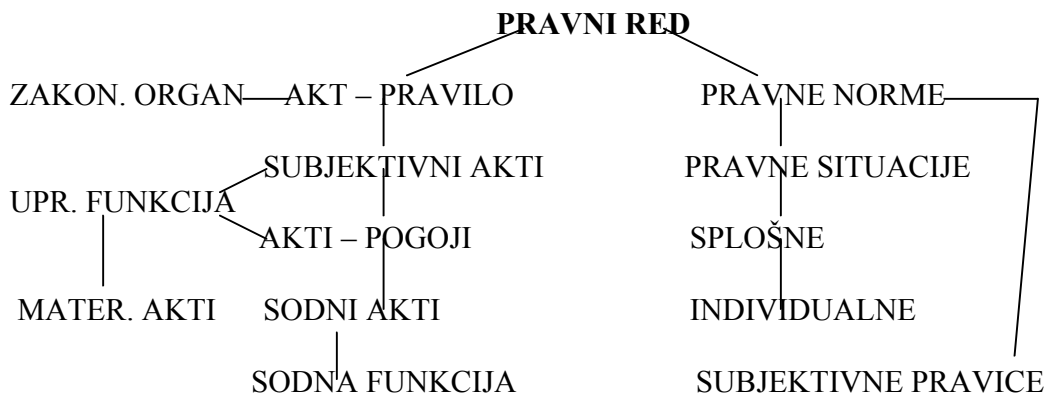 PRAVNI RED
ZAKON. ORGAN AKT – PRAVILO PRAVNE NORME
SUBJEKTIVNI AKTI PRAVNE SITUACIJE
UPR. FUNKCIJA
AKTI – POGOJI SPLOŠNE
MATER. AKTI SODNI AKTI INDIVIDUALNE
SODNA FUNKCIJA SUBJEKTIVNE PRAVICE